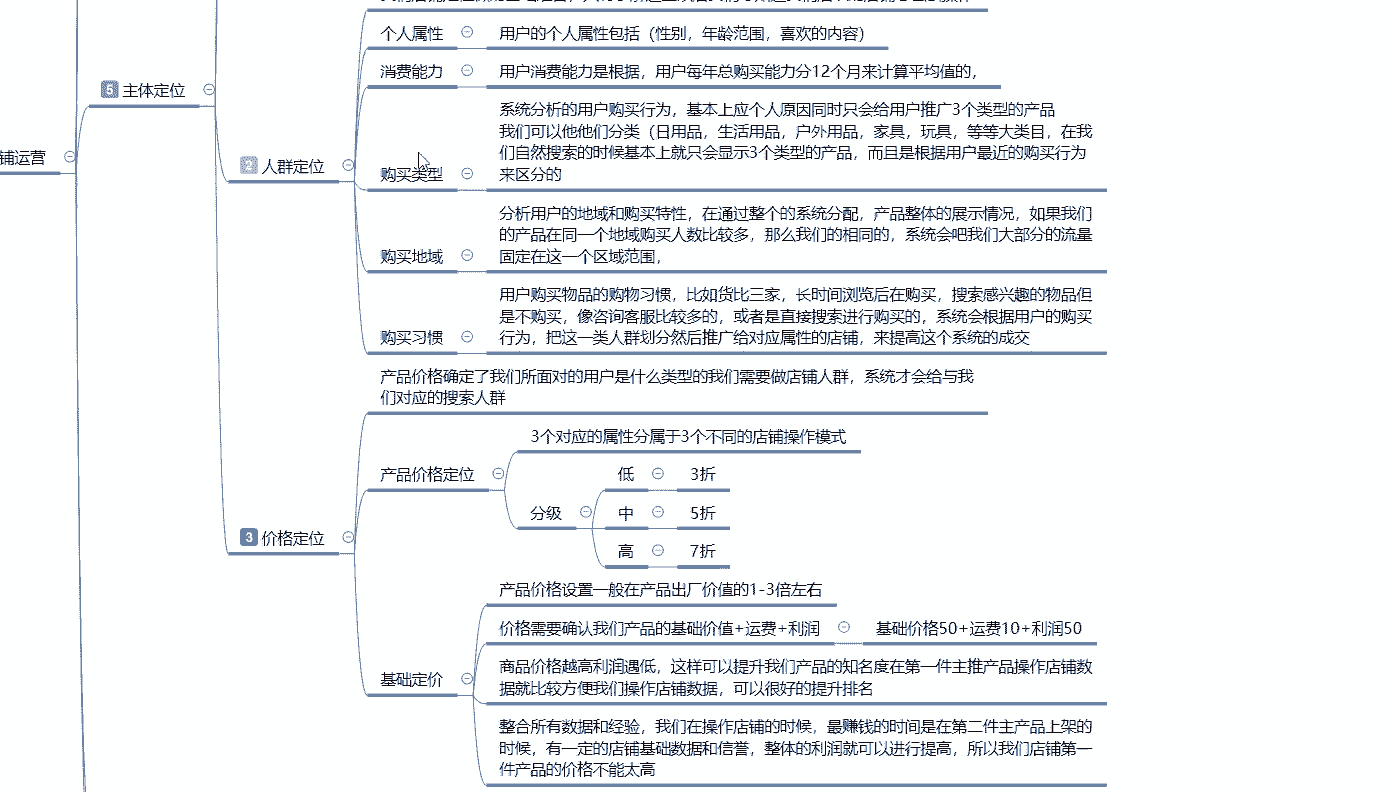 个人属性
用户的个人属性包括（性别，年龄范围，喜欢的内容）
消费能力
用户消费能力是根据，用户每年总购买能力分12个月来计算平均值的，
5 主体定位
系统分析的用户购买行为，基本上应个人原因同时只会给用户推广3个类型的产品
我们可以他他们分类（日用品，生活用品，户外用品，家具，玩具，等等大类目，在我
们自然搜索的时候基本上就只会显示3个类型的产品，而且是根据用户最近的购买行为
来区分的
铺运营
2 人群定位
购买类型
分析用户的地域和购买特性，在通过整个的系统分配，产品整体的展示情况，如果我们
的产品在同一个地域购买人数比较多，那么我们的相同的，系统会吧我们大部分的流量
固定在这一个区域范围，
购买地域
用户购买物品的购物习惯，比如货比三家，长时间浏览后在购买，搜索感兴趣的物品但
是不购买，像咨询客服比较多的，或者是直接搜索进行购买的，系统会根据用户的购买
行为，把这一类人群划分然后推广给对应属性的店铺，来提高这个系统的成交
购买习惯
产品价格确定了我们所面对的用户是什么类型的我们需要做店铺人群，系统才会给与我
们对应的搜索人群
3个对应的属性分属于3个不同的店铺操作模式
产品价格定位
低
3折
分级
中
5折
高
7折
3 价格定位
产品价格设置一般在产品出厂价值的1-3倍左右
价格需要确认我们产品的基础价值+运费+利润
基础价格50+运费10+利润50
商品价格越高利润遇低，这样可以提升我们产品的知名度在第一件主推产品操作店铺数
据就比较方便我们操作店铺数据，可以很好的提升排名
基础定价
整合所有数据和经验，我们在操作店铺的时候，最赚钱的时间是在第二件主产品上架的
时候，有一定的店铺基础数据和信誉，整体的利润就可以进行提高，所以我们店铺第一
件产品的价格不能太高